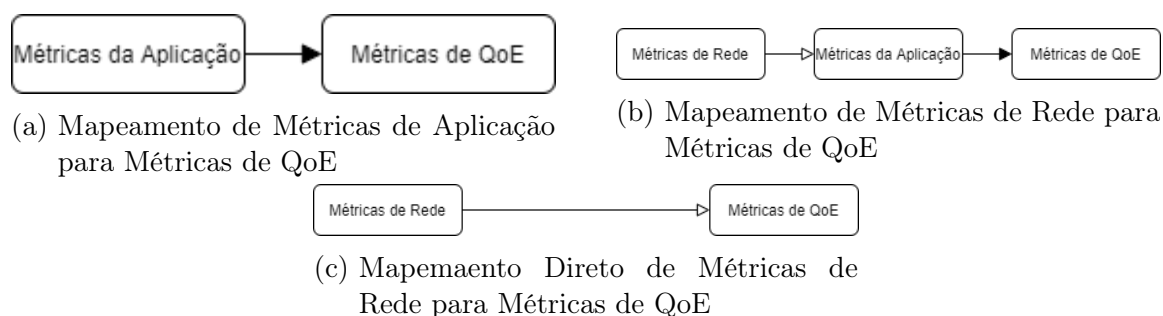 Métricas da Aplicação
Métricas de QoE
(a) Mapeamento de Métricas de Aplicação
para Métricas de QoE
Métricas de Rede
Métricas da Aplicação
Métricas de QoE
(b) Mapeamento de Métricas de Rede para
Métricas de QoE
Métricas de Rede
Métricas de QoE
(c) Mapemaento Direto de Métricas de
Rede para Métricas de QoE